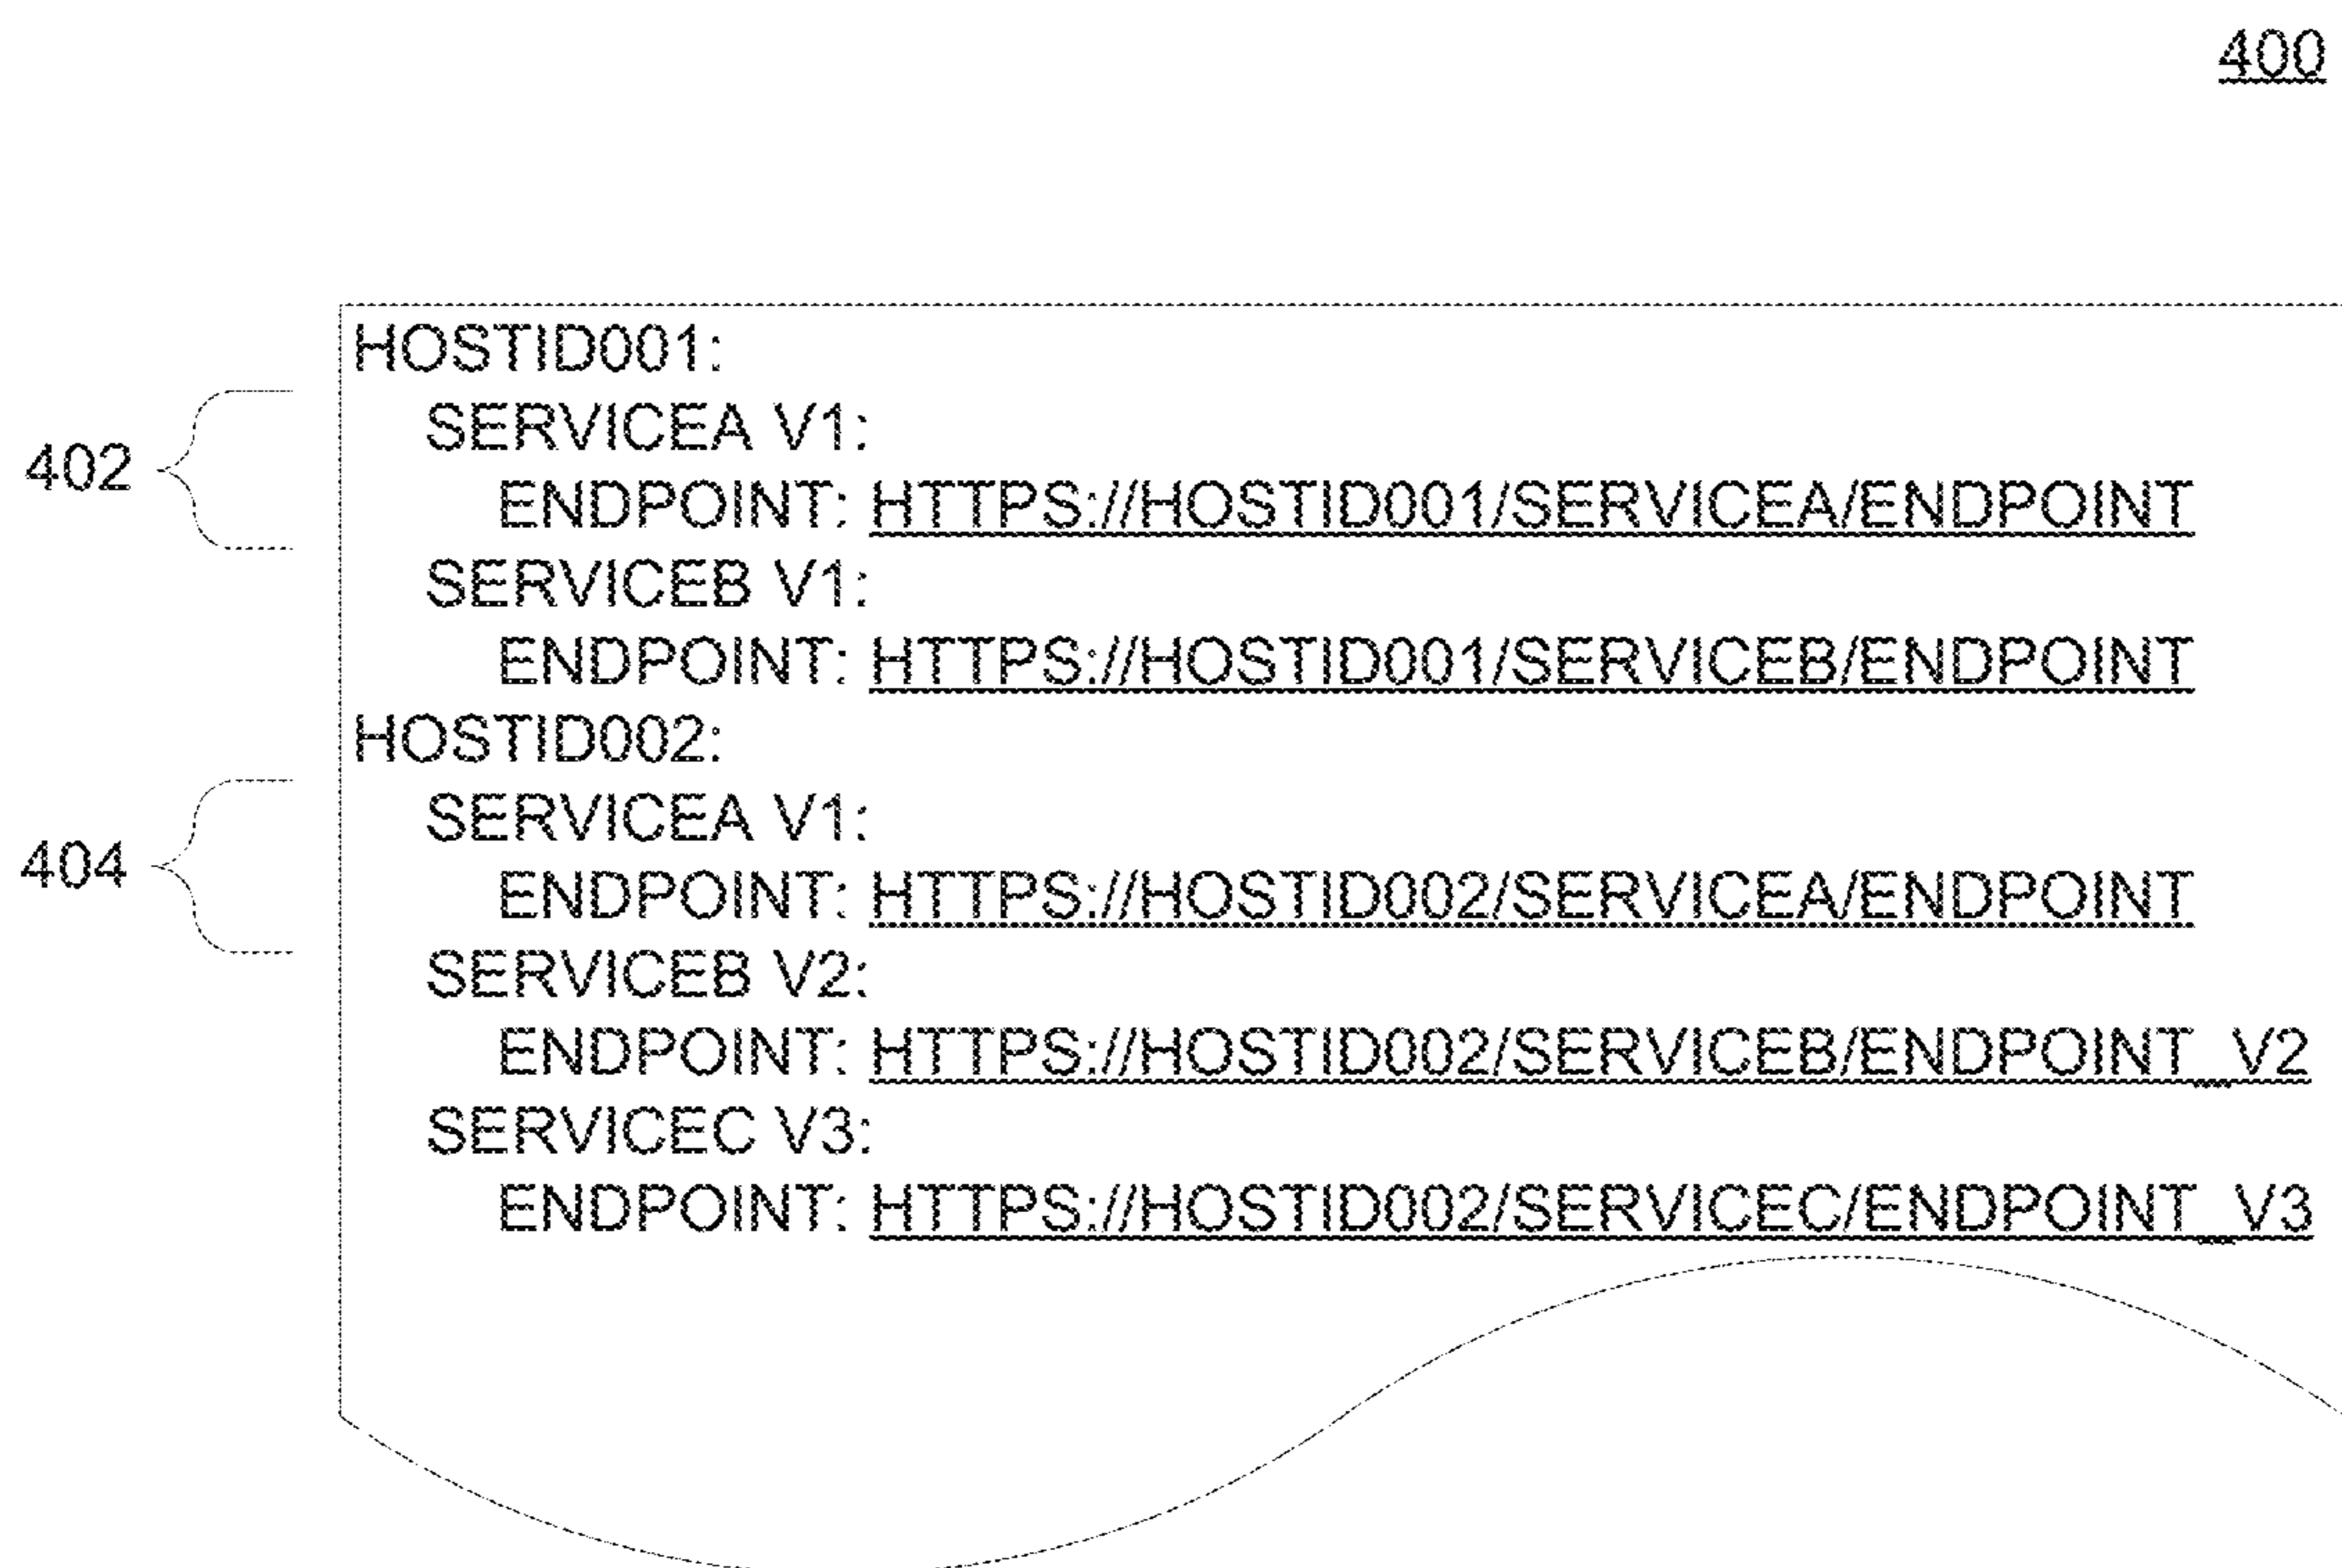 400
HOSTID001:
SERVICEA V1:
402
ENDPOINT: HTTPS://HOSTID001/SERVICEA/ENDPOINT
SERVICEB V1:
ENDPOINT: HTTPS://HOSTID001/SERVICEB/ENDPOINT
HOSTID002:
SERVICEA V1:
404
ENDPOINT: HTTPS://HOSTID002/SERVICEA/ENDPOINT
SERVICEB V2:
ENDPOINT: HTTPS://HOSTID002/SERVICEB/ENDPOINT_V2
SERVICEC V3:
ENDPOINT: HTTPS://HOSTID002/SERVICEC/ENDPOINT_V3